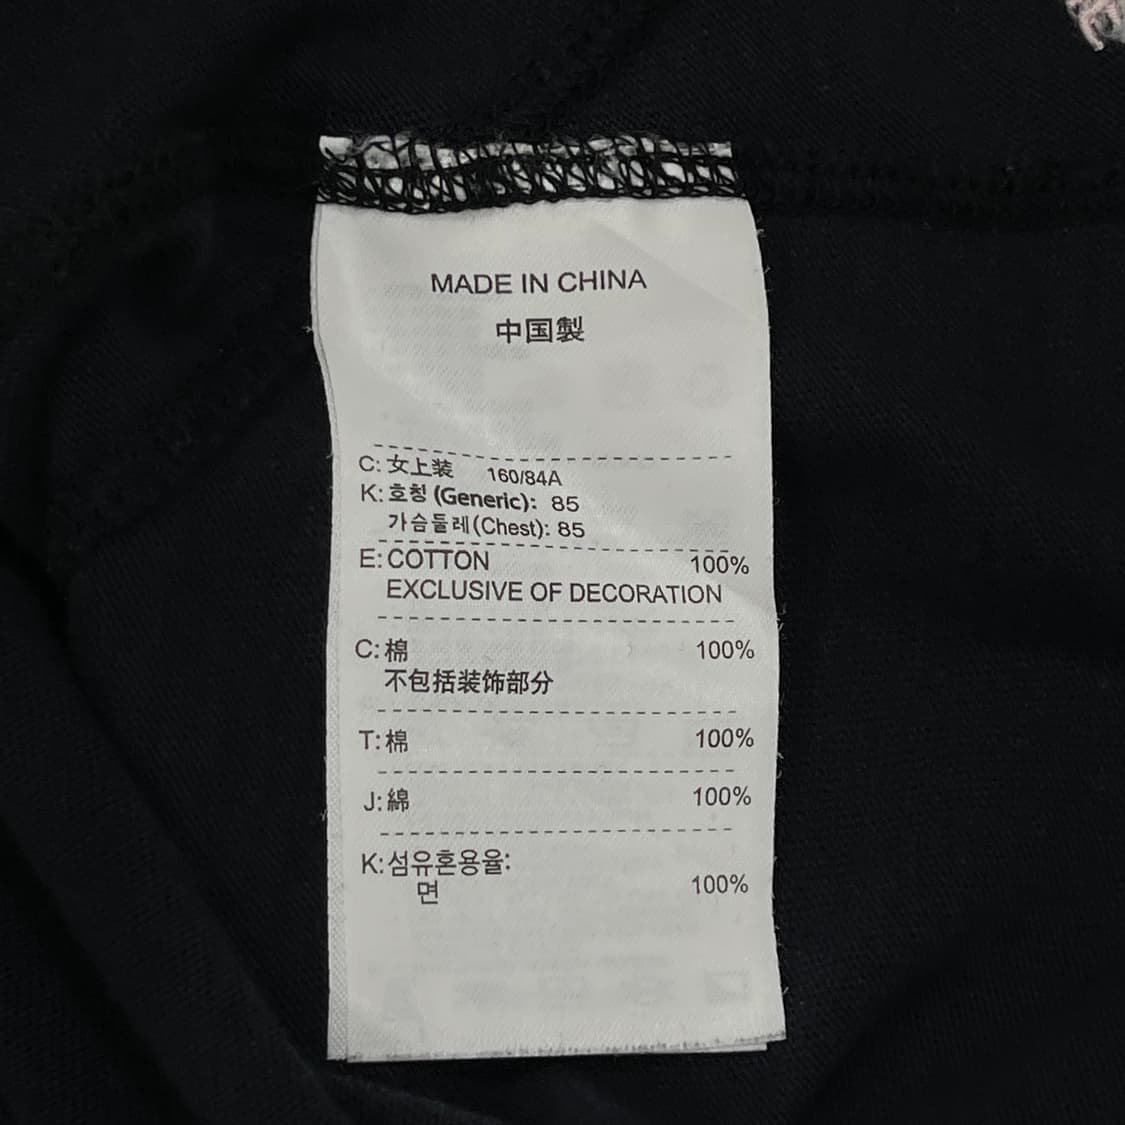 MADE IN CHINA
中国製
C: 女上装 160/84A
K: 호칭 (Generic): 85
가슴둘레(Chest): 85
E: COTTON 100%
EXCLUSIVE OF DECORATION
C: 棉 100%
不包括装饰部分
T: 棉 100%
J: 綿 100%
K: 섬유혼용율:
면 100%